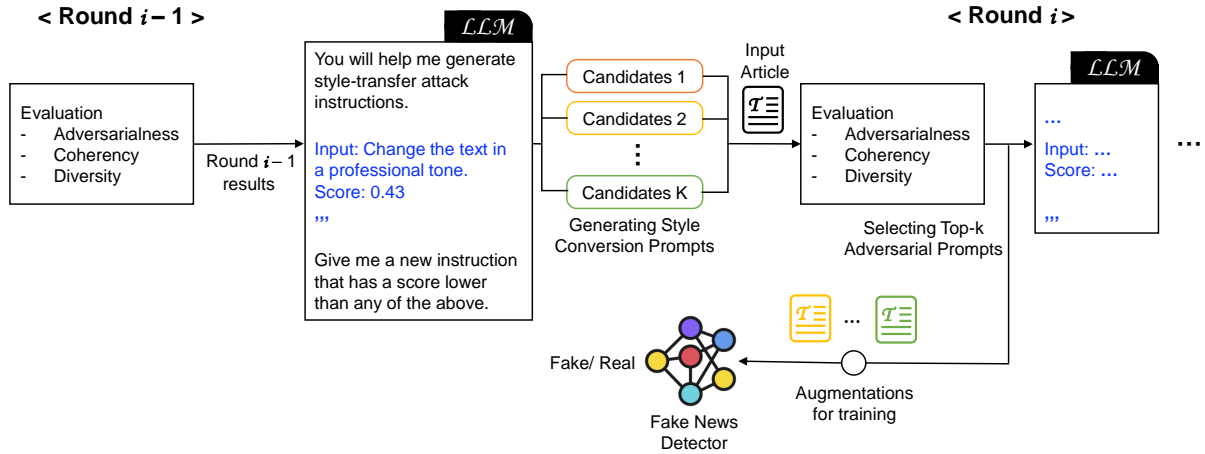 < Round i – 1 >
< Round i >
Evaluation
- Adversarialness
- Coherency
- Diversity
Round i – 1
results
LLM
You will help me generate
style-transfer attack
instructions.
Input: Change the text in
a professional tone.
Score: 0.43
,,,
Give me a new instruction
that has a score lower
than any of the above.
Candidates 1
Candidates 2
⋮
Candidates K
Generating Style
Conversion Prompts
Input
Article
T
Evaluation
- Adversarialness
- Coherency
- Diversity
Selecting Top-k
Adversarial Prompts
LLM
...
Input: ...
Score: ...
,,,
...
T
...
T
Fake/ Real
Augmentations
for training
Fake News
Detector